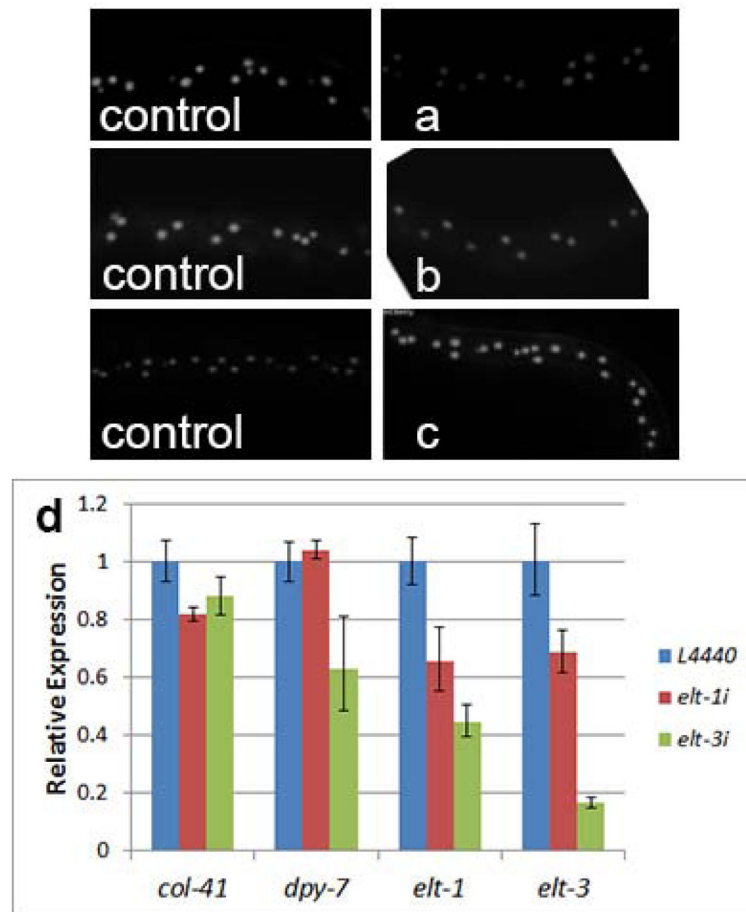 control
a
control
b
mCherry
control
c
d
1.2
1
0.8
0.6
0.4
0.2
0
Relative Expression
col-41
dpy-7
elt-1
elt-3
L4440
elt-1i
elt-3i